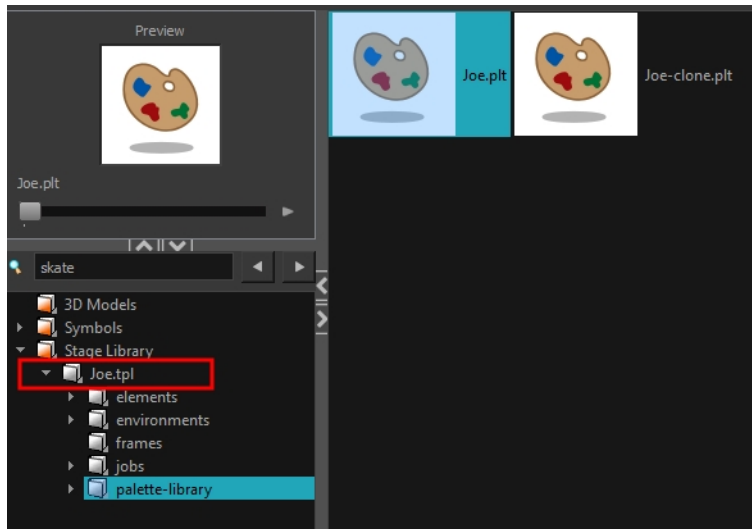 Preview
Joe.plt
skate
3D Models
Symbols
Stage Library
Joe.tpl
elements
environments
frames
jobs
palette-library
Joe.plt
Joe-clone.plt